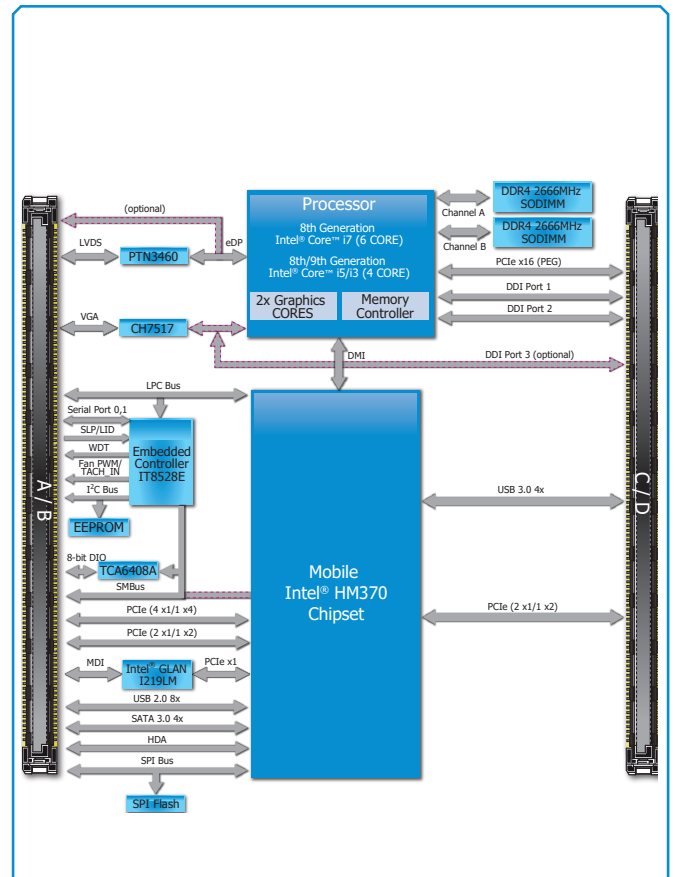 (optional)
LVDS
PTN3460
eDP
VGA
CH7517
Processor
8th Generation
Intel® Core™ i7 (6 CORE)
8th/9th Generation
Intel® Core™ i5/i3 (4 CORE)
2x Graphics
CORES
Memory
Controller
DDR4 2666MHz
SODIMM
Channel A
DDR4 2666MHz
SODIMM
Channel B
PCIe x16 (PEG)
DDI Port 1
DDI Port 2
DMI
DDI Port 3 (optional)
LPC Bus
Serial Port 0,1
SLP/LID
WDT
Fan PWM/
TACH_IN
I²C Bus
Embedded
Controller
IT8528E
EEPROM
8-bit DIO
TCA6408A
SMBus
PCIe (4 x1/1 x4)
PCIe (2 x1/1 x2)
MDI
Intel® GLAN
I219LM
PCIe x1
USB 2.0 8x
SATA 3.0 4x
HDA
SPI Bus
SPI Flash
Mobile
Intel® HM370
Chipset
USB 3.0 4x
PCIe (2 x1/1 x2)
A / B
C / D